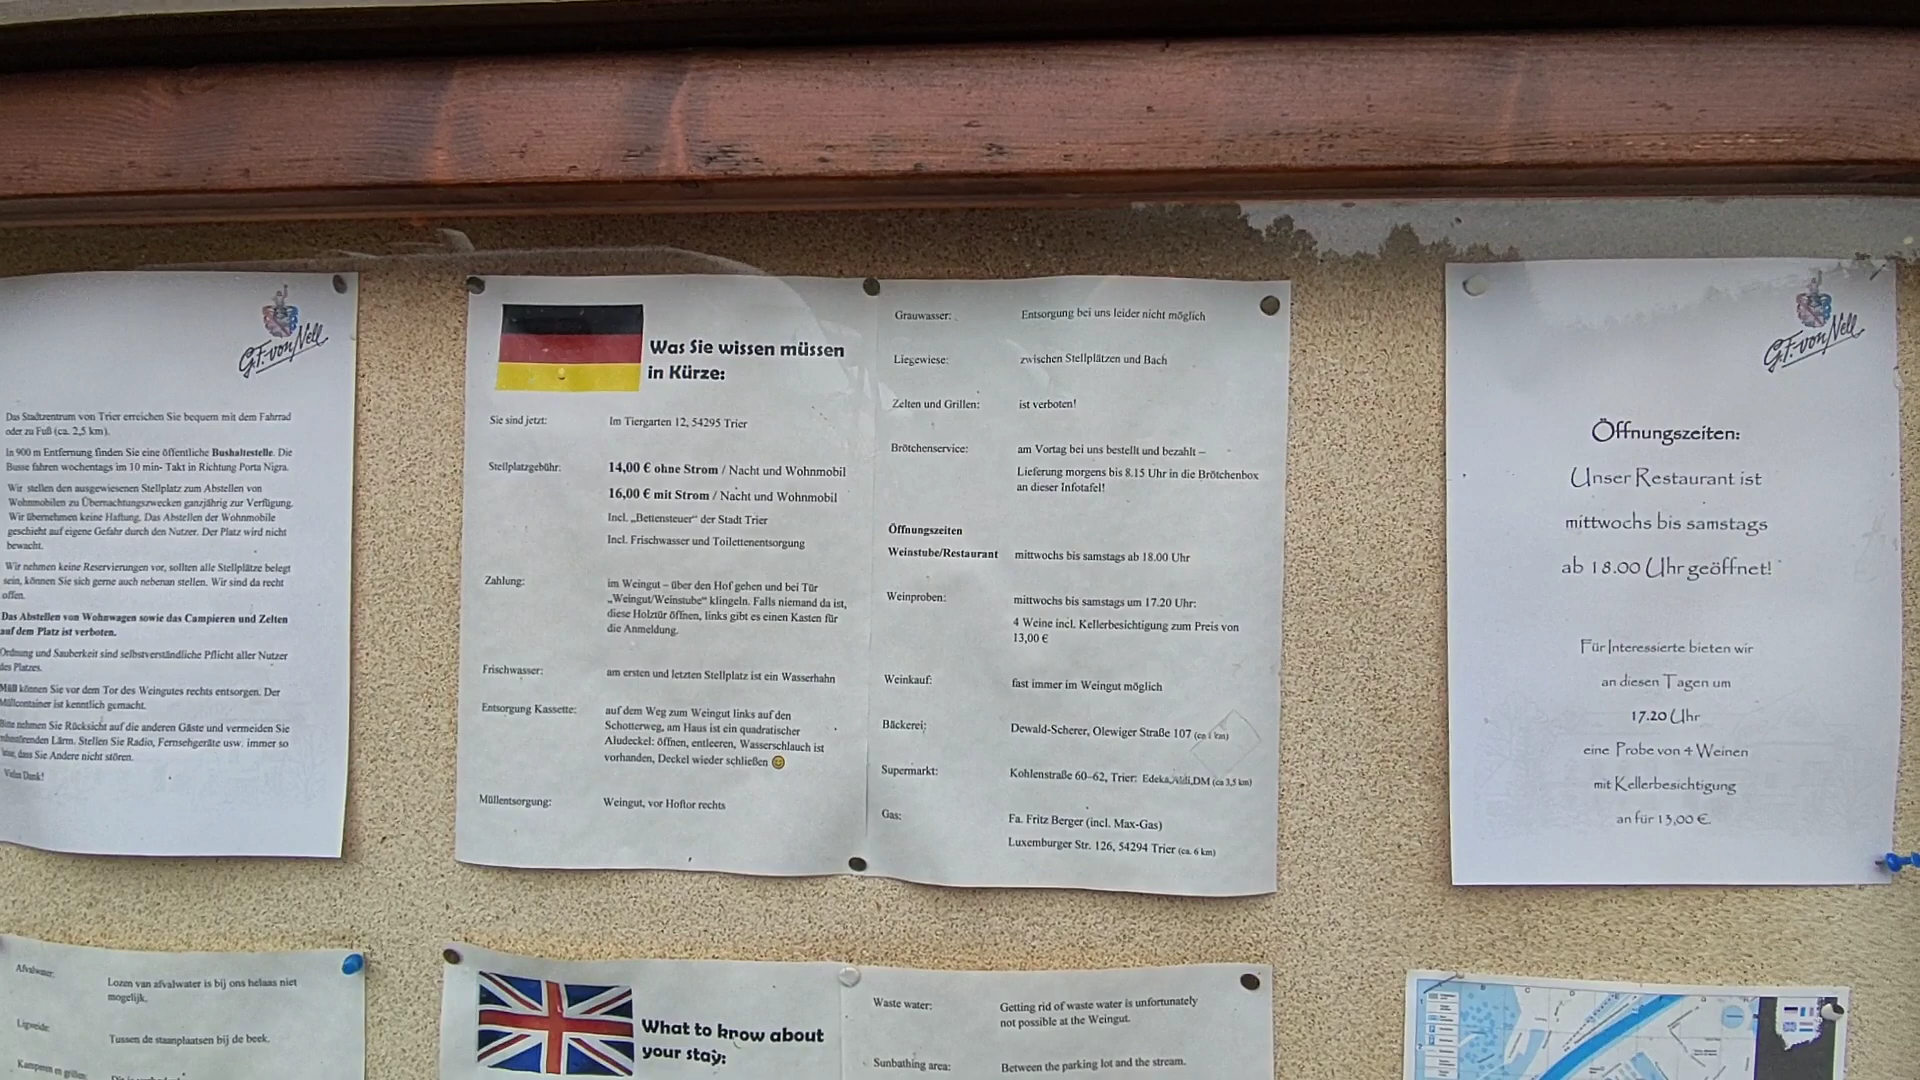 G.F. von Nell
Das Stadtzentrum von Trier erreichen Sie bequem mit dem Fahrrad
oder zu Fuß (ca. 2,5 km).
In 900 m Entfernung finden Sie eine öffentliche Bushaltestelle. Die
Busse fahren wochentags im 10 min- Takt in Richtung Porta Nigra.
Wir stellen den ausgewiesenen Stellplatz zum Abstellen von
Wohnmobilen zu Übernachtungszwecken ganzjährig zur Verfügung.
Wir übernehmen keine Haftung. Das Abstellen der Wohnmobile
geschieht auf eigene Gefahr durch den Nutzer. Der Platz wird nicht
bewacht.
Wir nehmen keine Reservierungen vor, sollten alle Stellplätze belegt
sein, können Sie sich gerne auch nebenan stellen. Wir sind da recht
offen.
Das Abstellen von Wohnwagen sowie das Campieren und Zelten
auf dem Platz ist verboten.
Ordnung und Sauberkeit sind selbstverständliche Pflicht aller Nutzer
des Platzes.
Müll können Sie vor dem Tor des Weingutes rechts entsorgen. Der
Müllcontainer ist kenntlich gemacht.
Bitte nehmen Sie Rücksicht auf die anderen Gäste und vermeiden Sie
ruhestörenden Lärm. Stellen Sie Radio, Fernsehgeräte usw. immer so
leise, dass Sie Andere nicht stören.
Vielen Dank!
Was Sie wissen müssen
in Kürze:
Sie sind jetzt: Im Tiergarten 12, 54295 Trier
Stellplatzgebühr: 14,00 € ohne Strom / Nacht und Wohnmobil
16,00 € mit Strom / Nacht und Wohnmobil
Incl. „Bettensteuer“ der Stadt Trier
Incl. Frischwasser und Toilettenentsorgung
Zahlung: im Weingut – über den Hof gehen und bei Tür
„Weingut/Weinstube“ klingeln. Falls niemand da ist,
diese Holztür öffnen, links gibt es einen Kasten für
die Anmeldung.
Frischwasser: am ersten und letzten Stellplatz ist ein Wasserhahn
Entsorgung Kassette: auf dem Weg zum Weingut links auf den
Schotterweg, am Haus ist ein quadratischer
Aludeckel: öffnen, entleeren, Wasserschlauch ist
vorhanden, Deckel wieder schließen 🙂
Müllentsorgung: Weingut, vor Hoftor rechts
Grauwasser: Entsorgung bei uns leider nicht möglich
Liegewiese: zwischen Stellplätzen und Bach
Zelten und Grillen: ist verboten!
Brötchenservice: am Vortag bei uns bestellt und bezahlt –
Lieferung morgens bis 8.15 Uhr in die Brötchenbox
an dieser Infotafel!
Öffnungszeiten
Weinstube/Restaurant mittwochs bis samstags ab 18.00 Uhr
Weinproben: mittwochs bis samstags um 17.20 Uhr:
4 Weine incl. Kellerbesichtigung zum Preis von
13,00 €
Weinkauf: fast immer im Weingut möglich
Bäckerei: Dewald-Scherer, Olewiger Straße 107 (ca 1 km)
Supermarkt: Kohlenstraße 60–62, Trier: Edeka,Aldi,DM (ca 3,5 km)
Gas: Fa. Fritz Berger (incl. Max-Gas)
Luxemburger Str. 126, 54294 Trier (ca. 6 km)
G.F. von Nell
Öffnungszeiten:
Unser Restaurant ist
mittwochs bis samstags
ab 18.00 Uhr geöffnet!
Für Interessierte bieten wir
an diesen Tagen um
17.20 Uhr
eine Probe von 4 Weinen
mit Kellerbesichtigung
an für 13,00 €
Afvalwater: Lozen van afvalwater is bij ons helaas niet
mogelijk.
Ligweide: Tussen de staanplaatsen bij de beek.
Kamperen en grillen:
What to know about
your stay:
Waste water: Getting rid of waste water is unfortunately
not possible at the Weingut.
Sunbathing area: Between the parking lot and the stream.